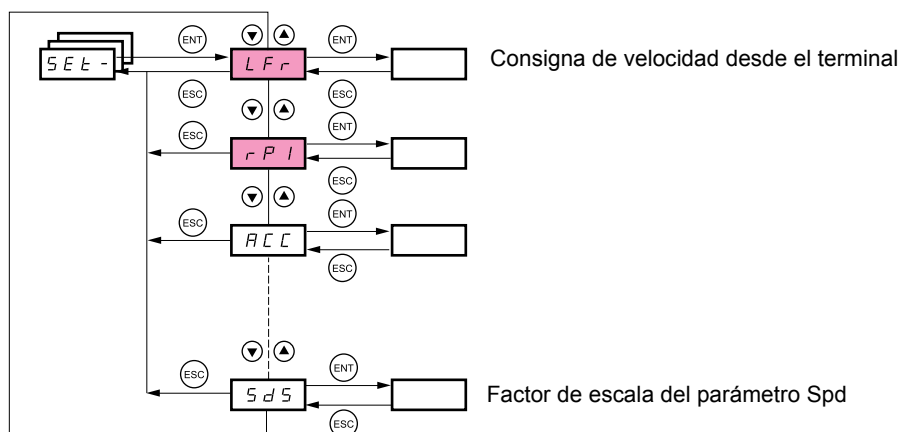 ENT
ENT
SEt -
LFr
Consigna de velocidad desde el terminal
ESC
ESC
ESC
ENT
rPI
ESC
ESC
ENT
ACC
ESC
ESC
ENT
SdS
Factor de escala del parámetro Spd
ESC